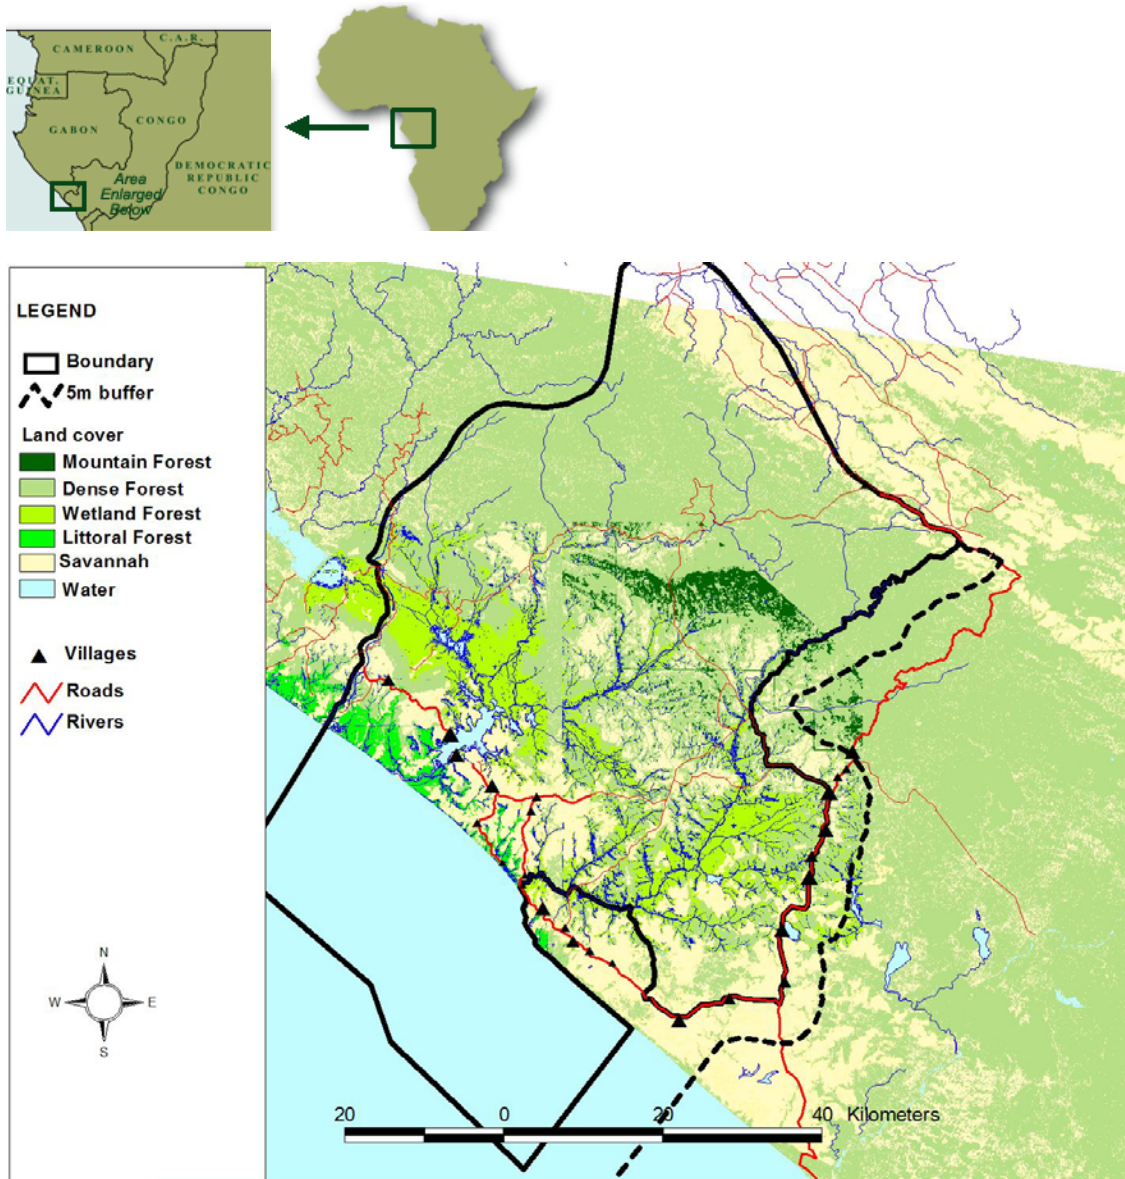 C.A.R.
CAMEROON
EQUAT.
GUINEA
CONGO
GABON
DEMOCRATIC
REPUBLIC
CONGO
Area
Enlarged
Below
LEGEND
Boundary
5m buffer
Land cover
Mountain Forest
Dense Forest
Wetland Forest
Littoral Forest
Savannah
Water
Villages
Roads
Rivers
N
W E
S
20 0 20 40 Kilometers